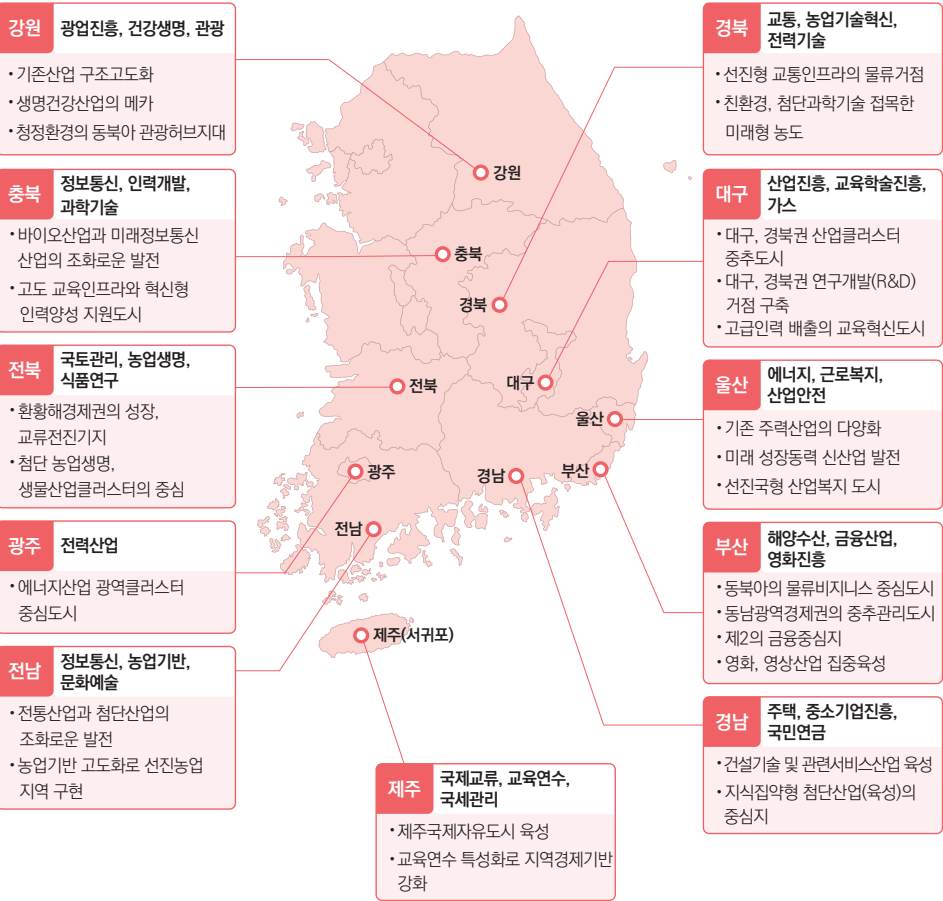 강원
광업진흥, 건강생명, 관광
• 기존산업 구조고도화
• 생명건강산업의 메카
• 청정환경의 동북아 관광허브지대
충북
정보통신, 인력개발,
과학기술
• 바이오산업과 미래정보통신
산업의 조화로운 발전
• 고도 교육인프라와 혁신형
인력양성 지원도시
전북
국토관리, 농업생명,
식품연구
• 환황해경제권의 성장,
교류전진기지
• 첨단 농업생명,
생물산업클러스터의 중심
광주
전력산업
• 에너지산업 광역클러스터
중심도시
전남
정보통신, 농업기반,
문화예술
• 전통산업과 첨단산업의
조화로운 발전
• 농업기반 고도화로 선진농업
지역 구현
강원
충북
경북
전북
대구
울산
광주
경남
부산
전남
제주(서귀포)
제주
국제교류, 교육연수,
국세관리
• 제주국제자유도시 육성
• 교육연수 특성화로 지역경제기반
강화
경북
교통, 농업기술혁신,
전력기술
• 선진형 교통인프라의 물류거점
• 친환경, 첨단과학기술 접목한
미래형 농도
대구
산업진흥, 교육학술진흥,
가스
• 대구, 경북권 산업클러스터
중추도시
• 대구, 경북권 연구개발(R&D)
거점 구축
• 고급인력 배출의 교육혁신도시
울산
에너지, 근로복지,
산업안전
• 기존 주력산업의 다양화
• 미래 성장동력 신산업 발전
• 선진국형 산업복지 도시
부산
해양수산, 금융산업,
영화진흥
• 동북아의 물류비지니스 중심도시
• 동남광역경제권의 중추관리도시
• 제2의 금융중심지
• 영화, 영상산업 집중육성
경남
주택, 중소기업진흥,
국민연금
• 건설기술 및 관련서비스산업 육성
• 지식집약형 첨단산업(육성)의
중심지